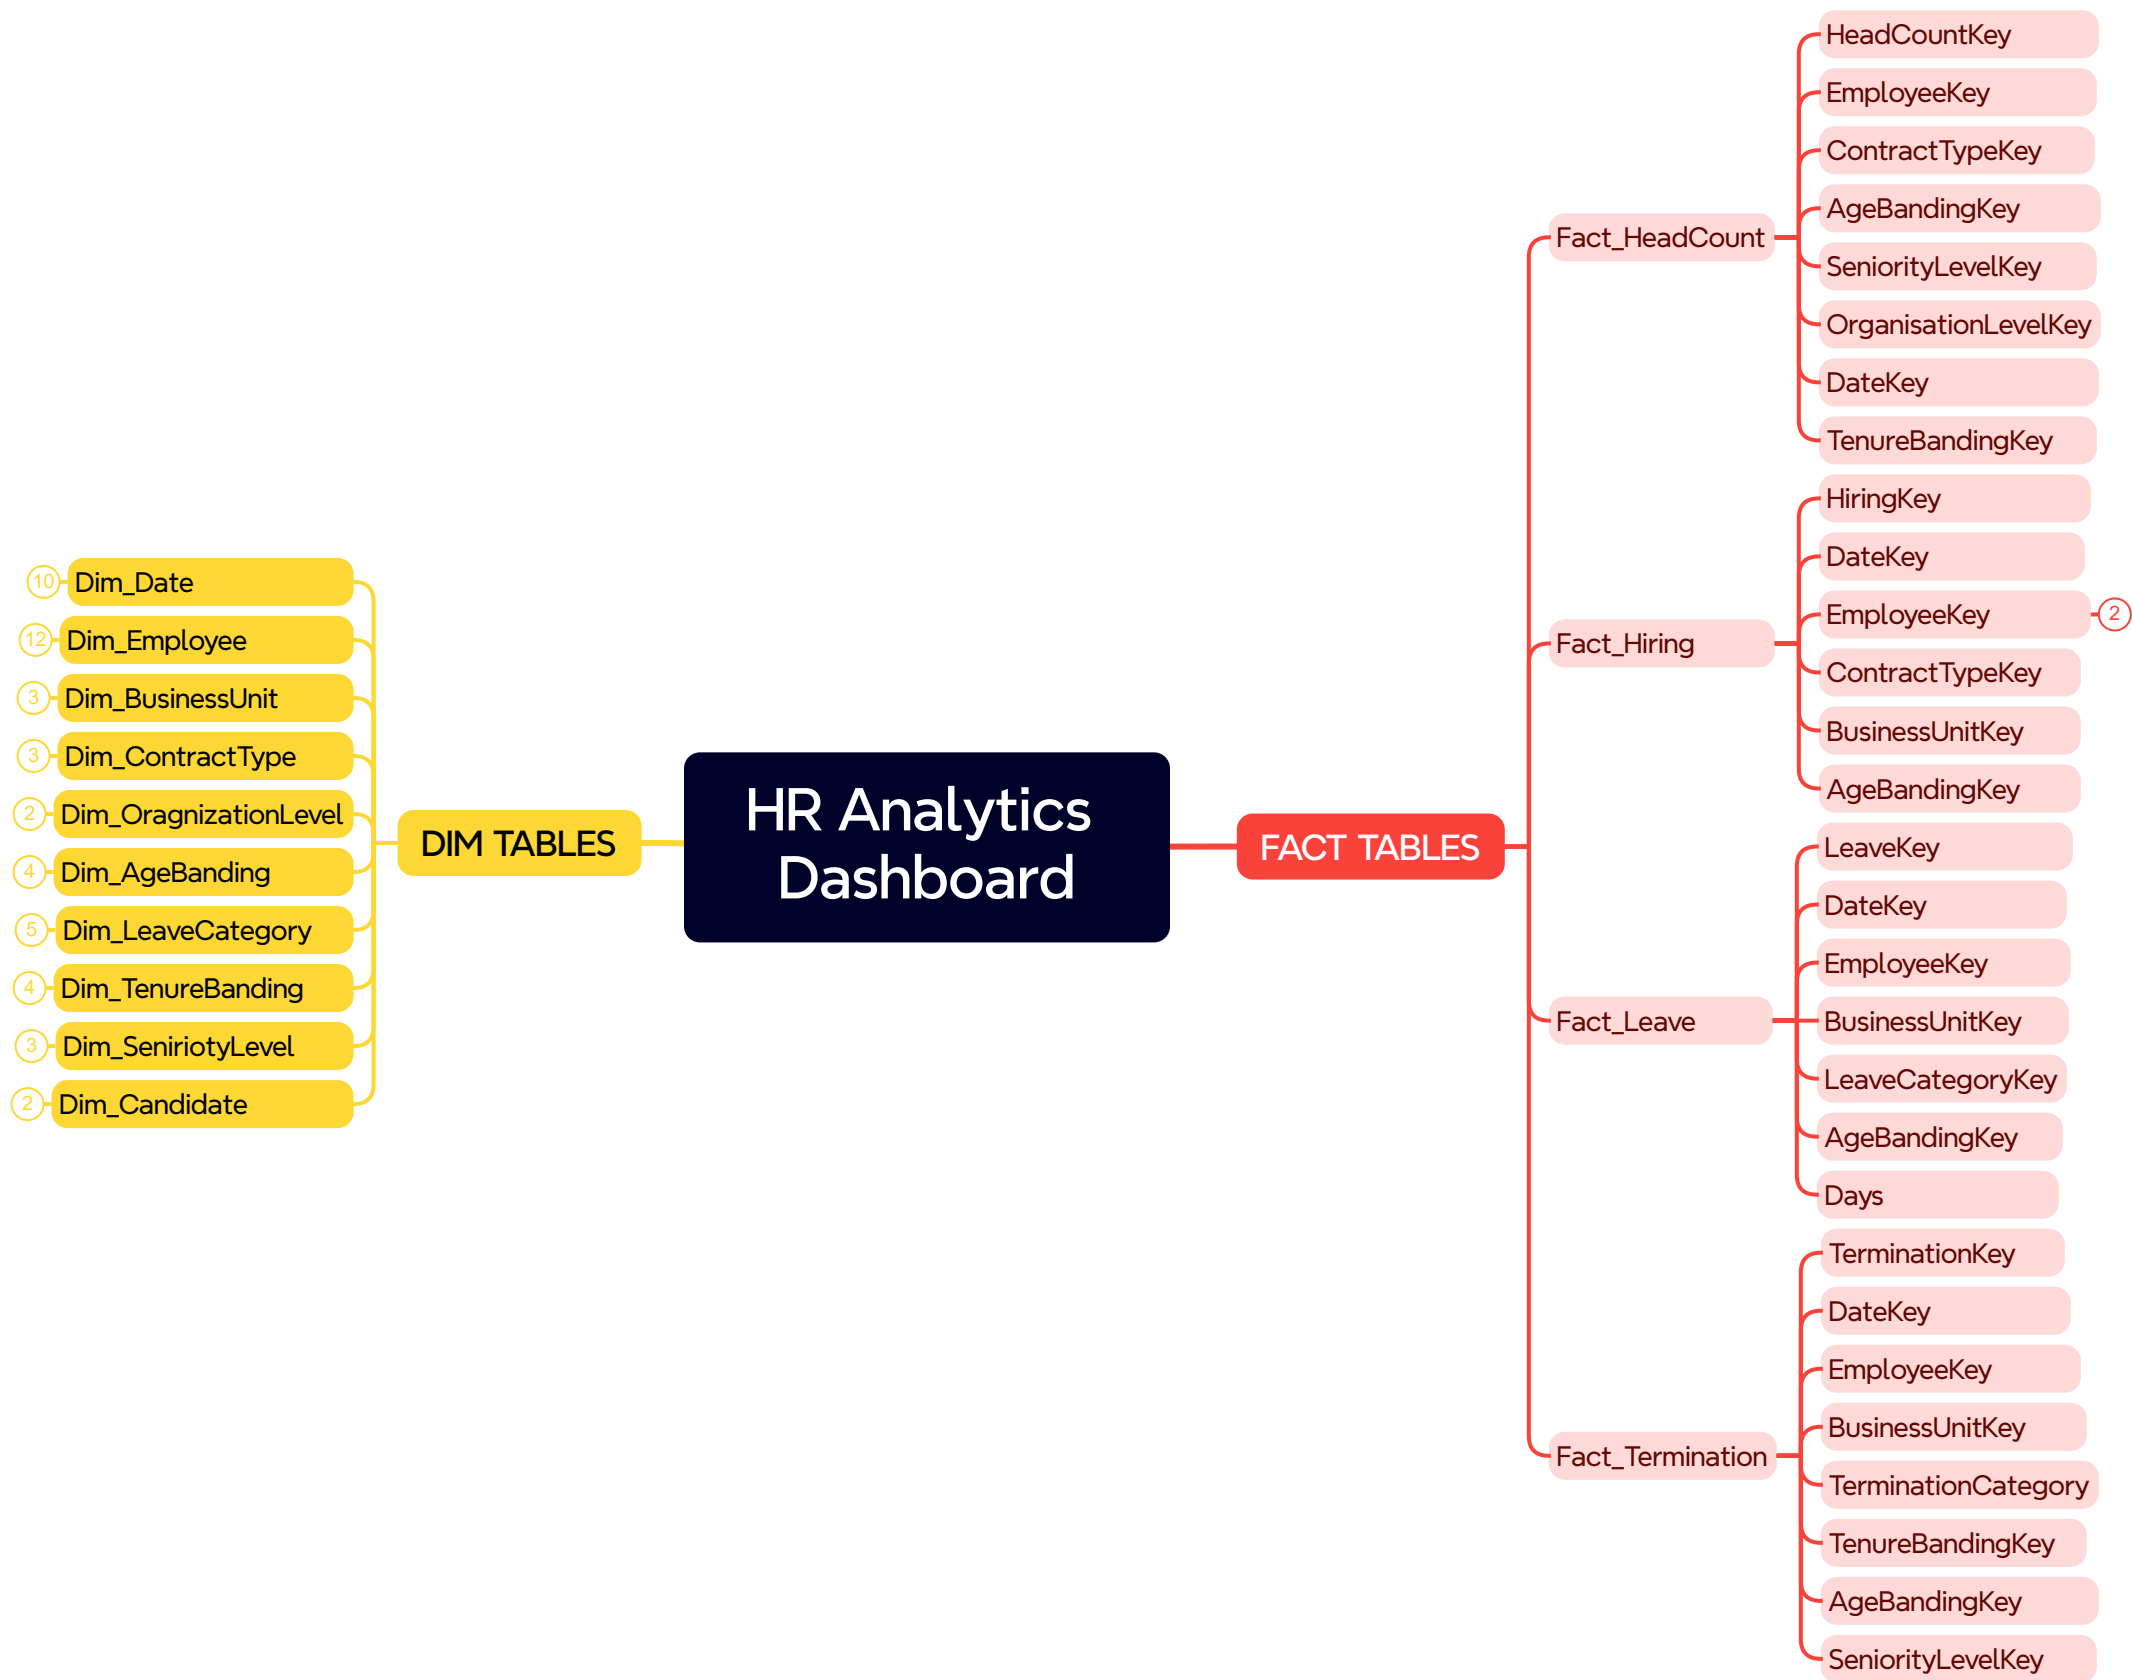 HR Analytics
Dashboard
DIM TABLES
10
Dim_Date
12
Dim_Employee
3
Dim_BusinessUnit
3
Dim_ContractType
2
Dim_OragnizationLevel
4
Dim_AgeBanding
5
Dim_LeaveCategory
4
Dim_TenureBanding
3
Dim_SeniriotyLevel
2
Dim_Candidate
FACT TABLES
Fact_HeadCount
HeadCountKey
EmployeeKey
ContractTypeKey
AgeBandingKey
SeniorityLevelKey
OrganisationLevelKey
DateKey
TenureBandingKey
Fact_Hiring
HiringKey
DateKey
EmployeeKey
2
ContractTypeKey
BusinessUnitKey
AgeBandingKey
Fact_Leave
LeaveKey
DateKey
EmployeeKey
BusinessUnitKey
LeaveCategoryKey
AgeBandingKey
Days
Fact_Termination
TerminationKey
DateKey
EmployeeKey
BusinessUnitKey
TerminationCategory
TenureBandingKey
AgeBandingKey
SeniorityLevelKey